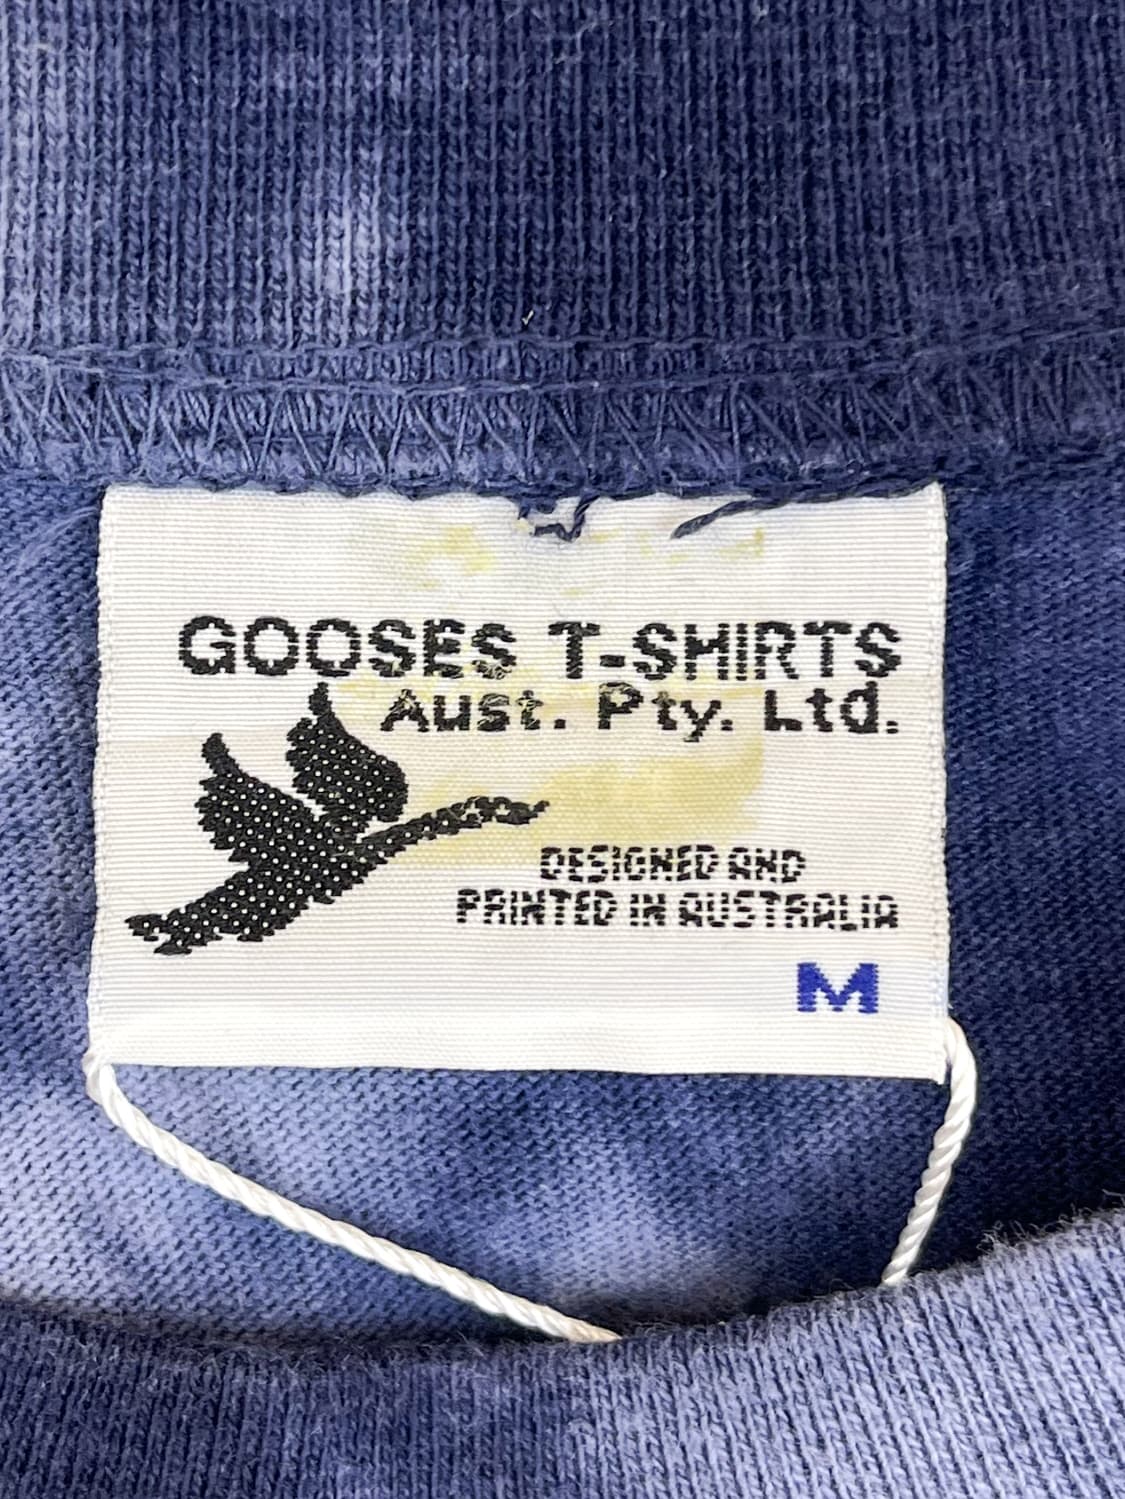 GOOSES T-SHIRTS
Aust. Pty. Ltd.
DESIGNED AND
PRINTED IN AUSTRALIA
M